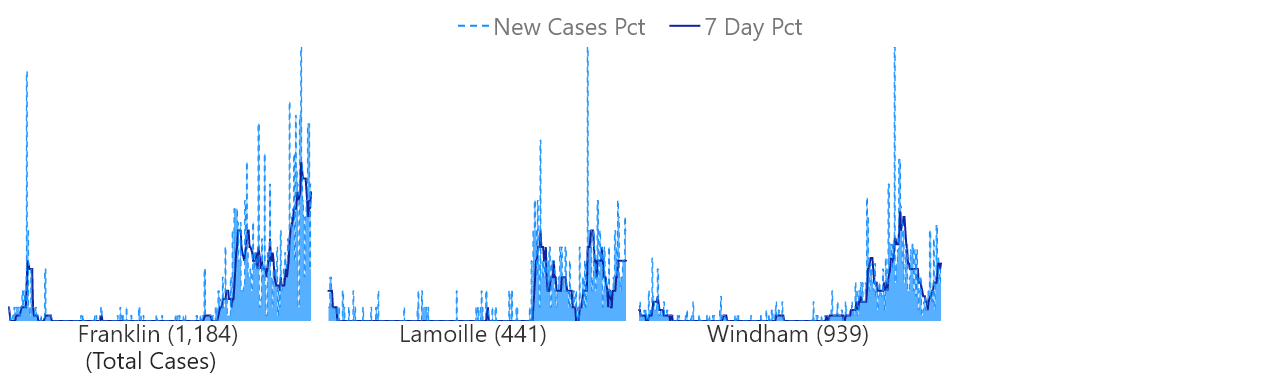 New Cases Pct 7 Day Pct
Franklin (1,184) Lamoille (441) Windham (939)
(Total Cases)